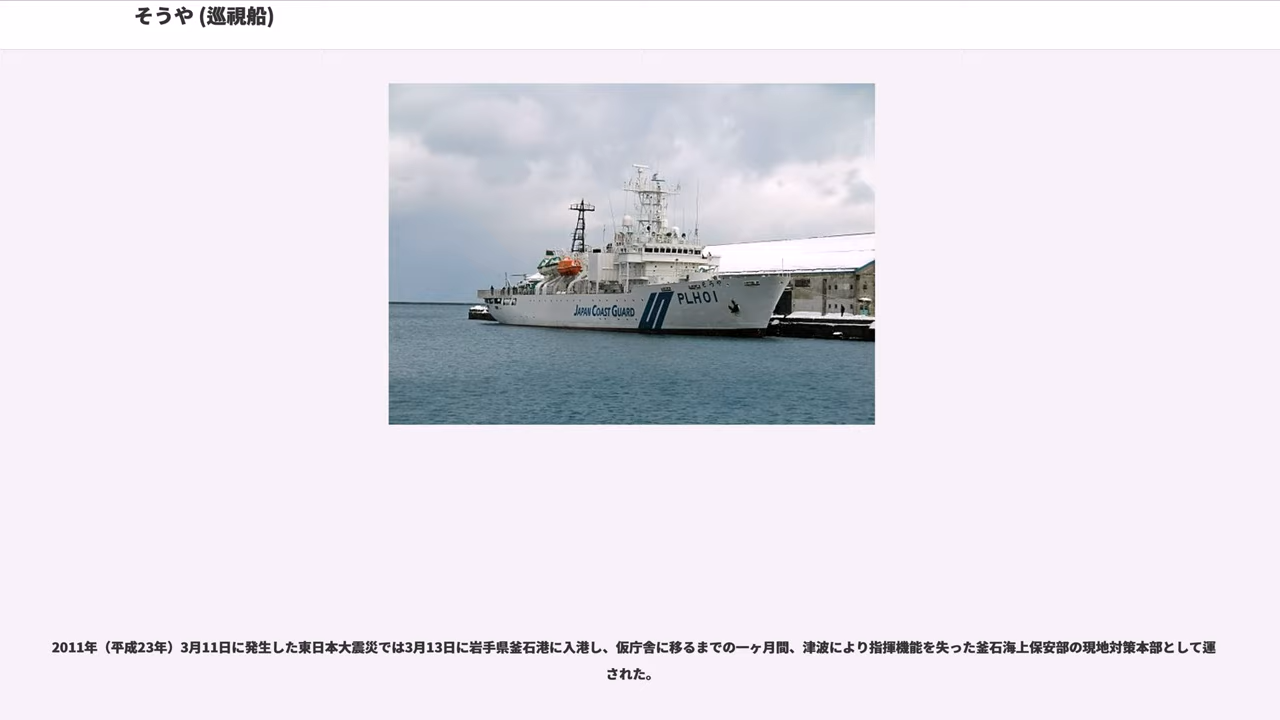 そうや (巡視船)
JAPAN COAST GUARD
PLH01
そうや
2011年（平成23年）3月11日に発生した東日本大震災では3月13日に岩手県釜石港に入港し、仮庁舎に移るまでの一ヶ月間、津波により指揮機能を失った釜石海上保安部の現地対策本部として運
された。